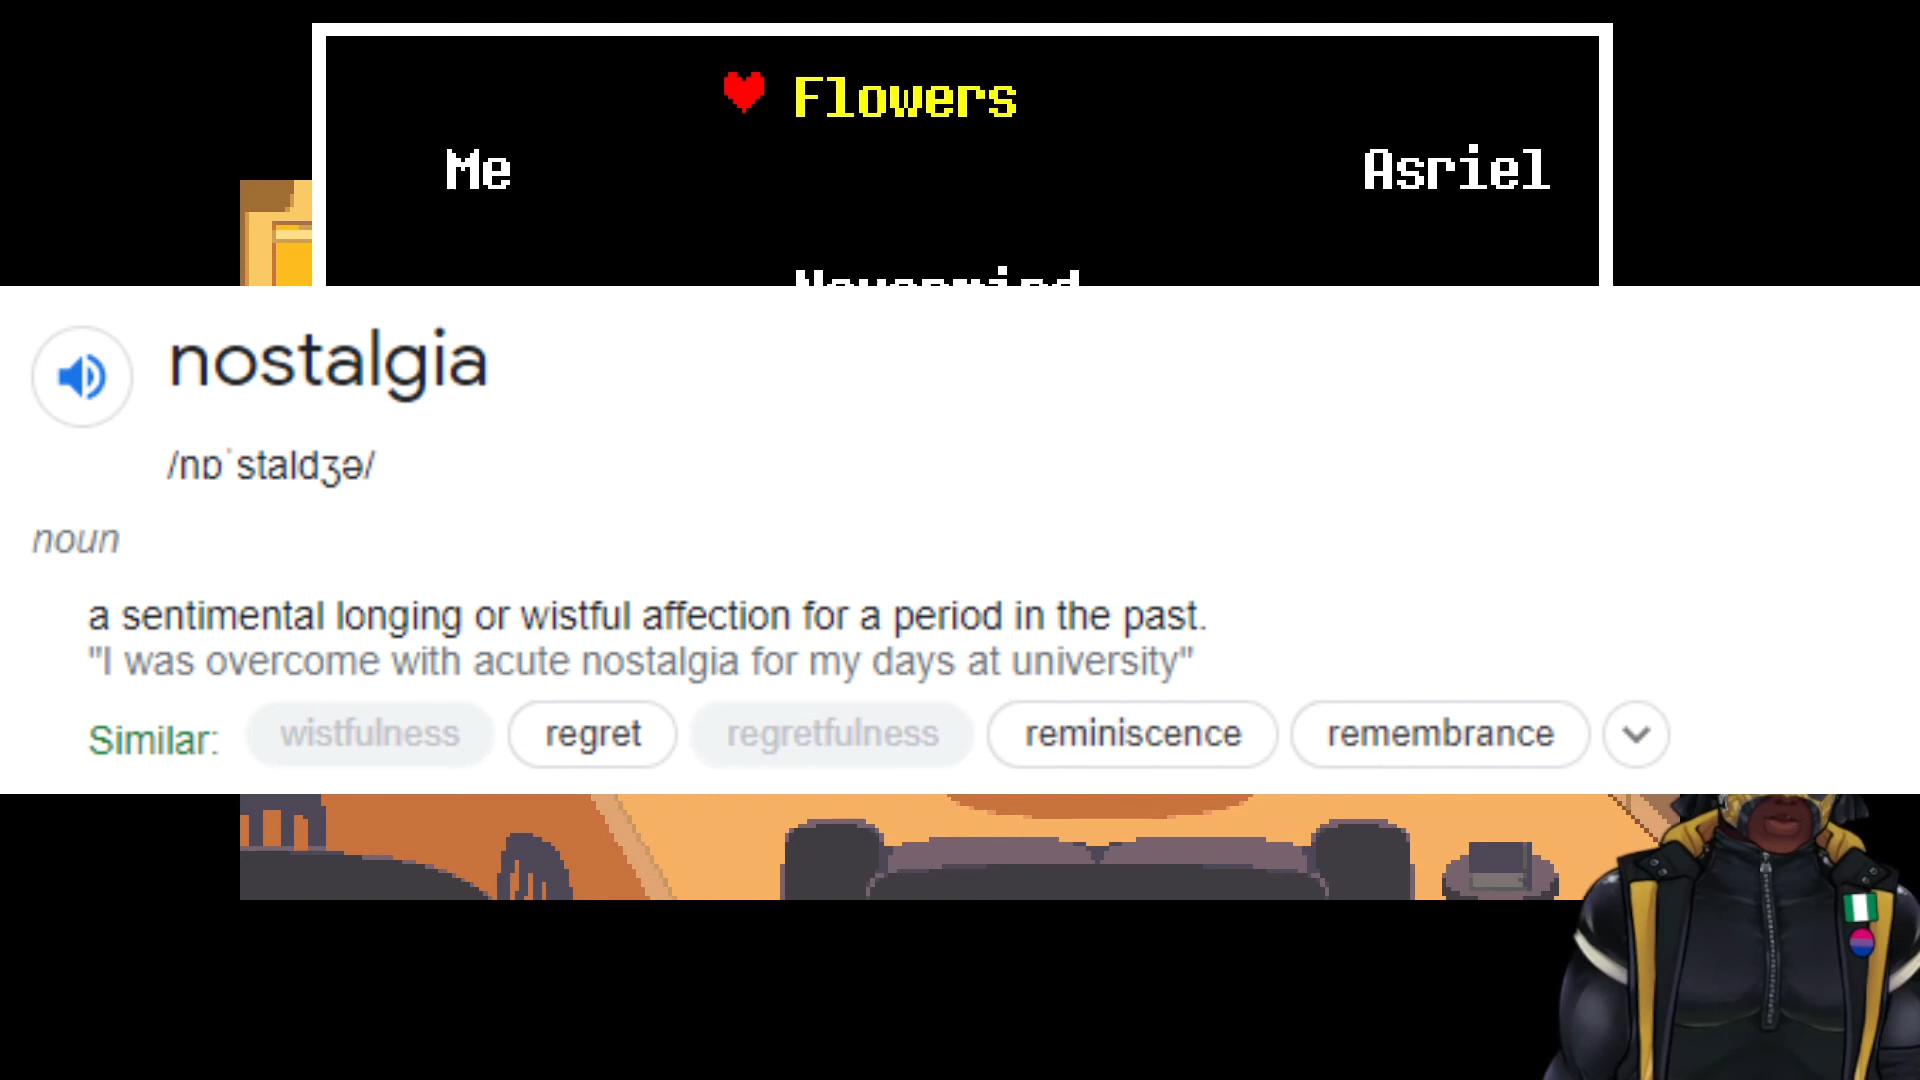 Flowers
Me Asriel
Nevermind
nostalgia
/nɒˈstaldʒə/
noun
a sentimental longing or wistful affection for a period in the past.
"I was overcome with acute nostalgia for my days at university"
Similar: wistfulness regret regretfulness reminiscence remembrance